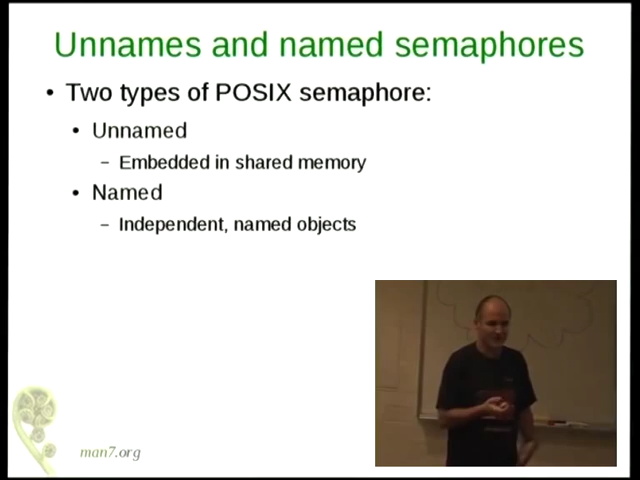 Unnames and named semaphores
• Two types of POSIX semaphore:
• Unnamed
– Embedded in shared memory
• Named
– Independent, named objects
man7.org